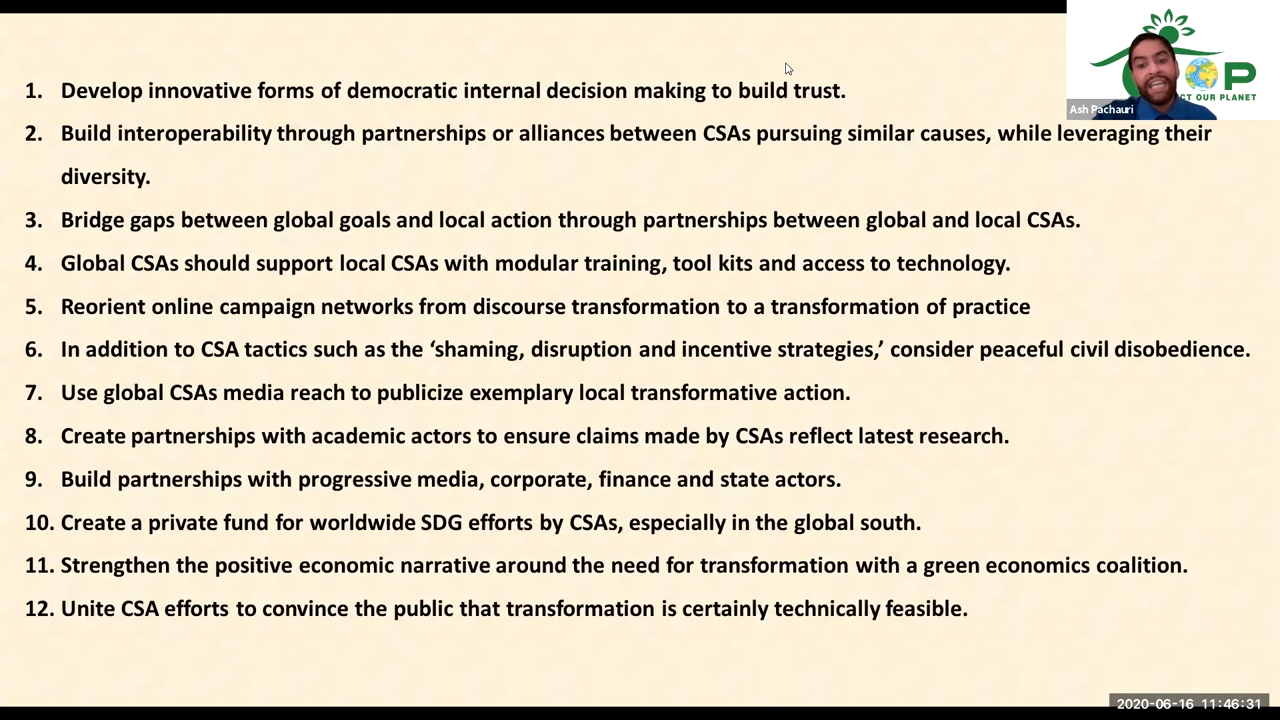 1. Develop innovative forms of democratic internal decision making to build trust.
2. Build interoperability through partnerships or alliances between CSAs pursuing similar causes, while leveraging their
diversity.
3. Bridge gaps between global goals and local action through partnerships between global and local CSAs.
4. Global CSAs should support local CSAs with modular training, tool kits and access to technology.
5. Reorient online campaign networks from discourse transformation to a transformation of practice
6. In addition to CSA tactics such as the ‘shaming, disruption and incentive strategies,’ consider peaceful civil disobedience.
7. Use global CSAs media reach to publicize exemplary local transformative action.
8. Create partnerships with academic actors to ensure claims made by CSAs reflect latest research.
9. Build partnerships with progressive media, corporate, finance and state actors.
10. Create a private fund for worldwide SDG efforts by CSAs, especially in the global south.
11. Strengthen the positive economic narrative around the need for transformation with a green economics coalition.
12. Unite CSA efforts to convince the public that transformation is certainly technically feasible.
P
OUR PLANET
Ash Pachauri
2020-06-16 11:46:31